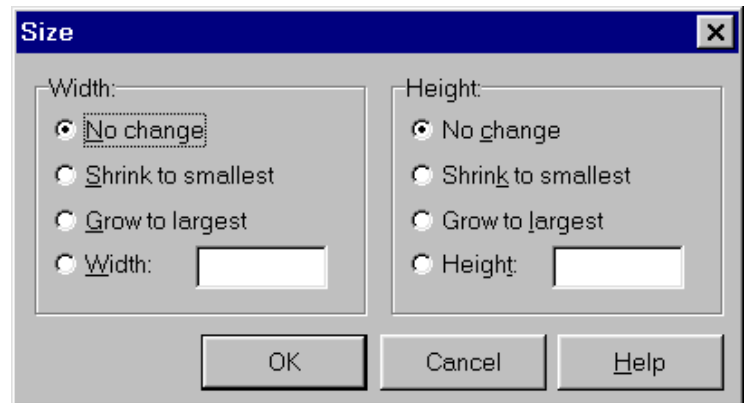 Size
Width:
No change
Shrink to smallest
Grow to largest
Width:
Height:
No change
Shrink to smallest
Grow to largest
Height:
OK
Cancel
Help